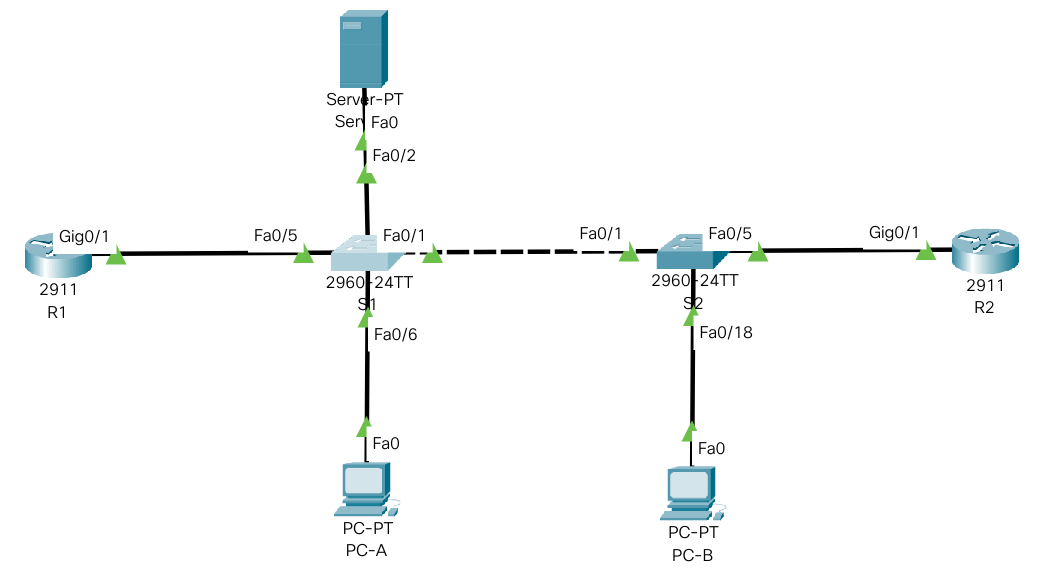 Server-PT
Serv
Fa0
Fa0/2
Gig0/1
Fa0/5
Fa0/1
Fa0/1
Fa0/5
Gig0/1
2911
R1
2960-24TT
S1
2960-24TT
S2
2911
R2
Fa0/6
Fa0/18
Fa0
Fa0
PC-PT
PC-A
PC-PT
PC-B